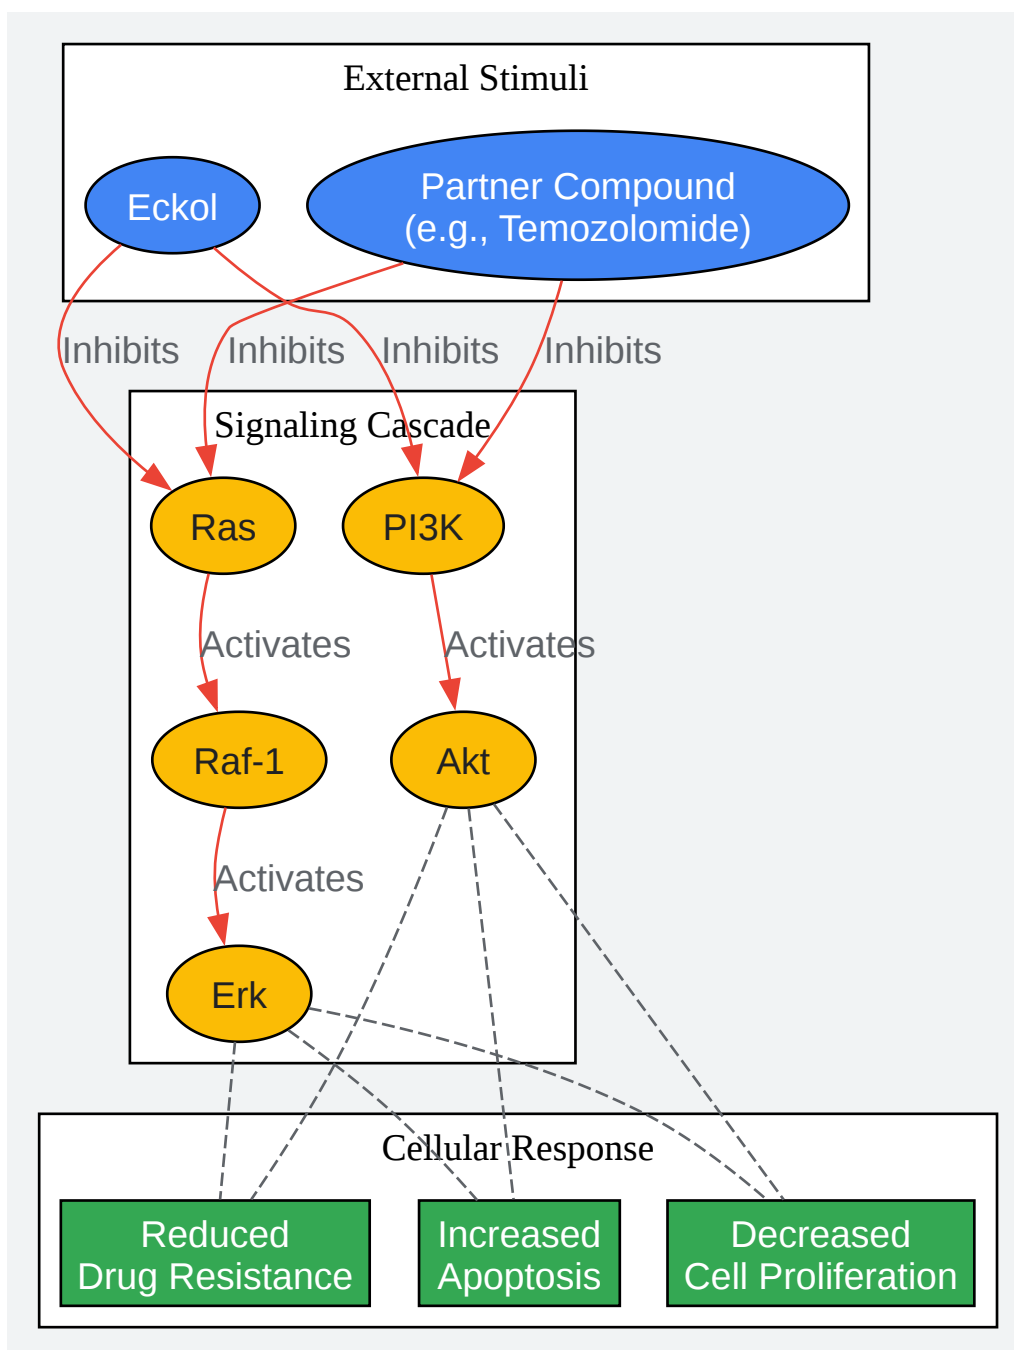 External Stimuli
Eckol
Partner Compound
(e.g., Temozolomide)
Inhibits
Inhibits
Inhibits
Inhibits
Signaling Cascade
Ras
PI3K
Activates
Activates
Raf-1
Akt
Activates
Erk
Cellular Response
Reduced
Drug Resistance
Increased
Apoptosis
Decreased
Cell Proliferation